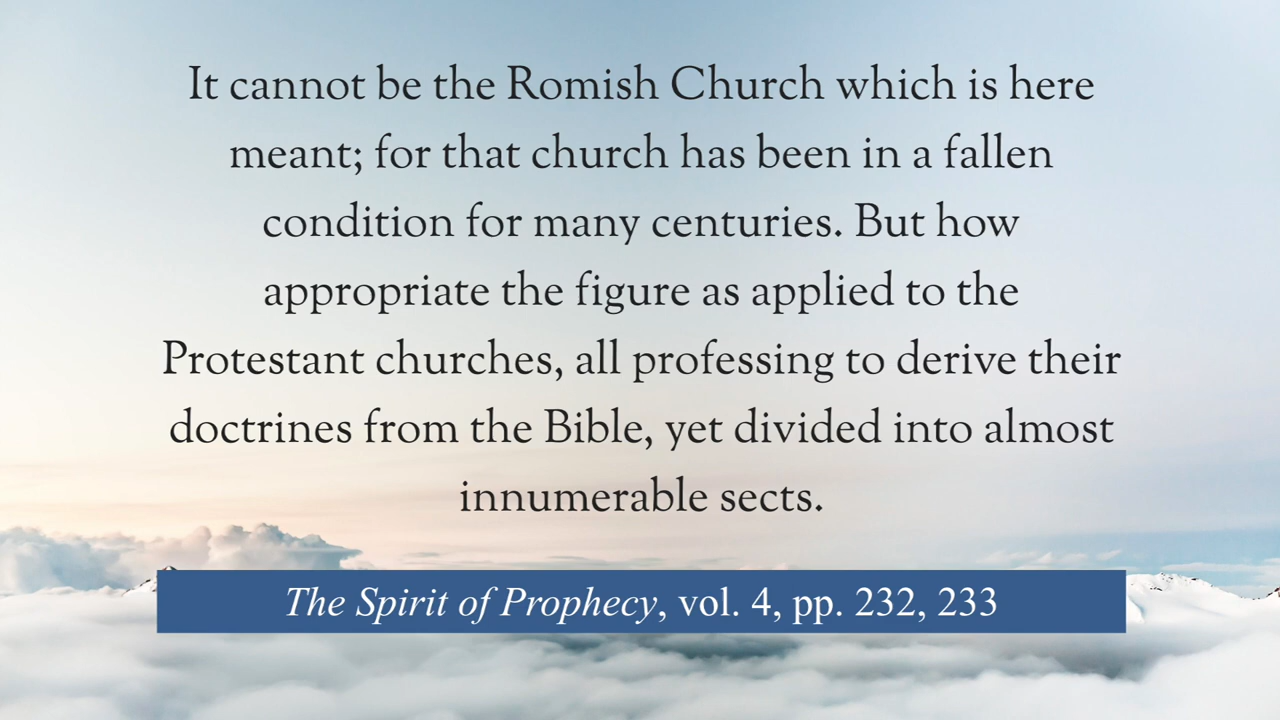 It cannot be the Romish Church which is here
meant; for that church has been in a fallen
condition for many centuries. But how
appropriate the figure as applied to the
Protestant churches, all professing to derive their
doctrines from the Bible, yet divided into almost
innumerable sects.
The Spirit of Prophecy, vol. 4, pp. 232, 233